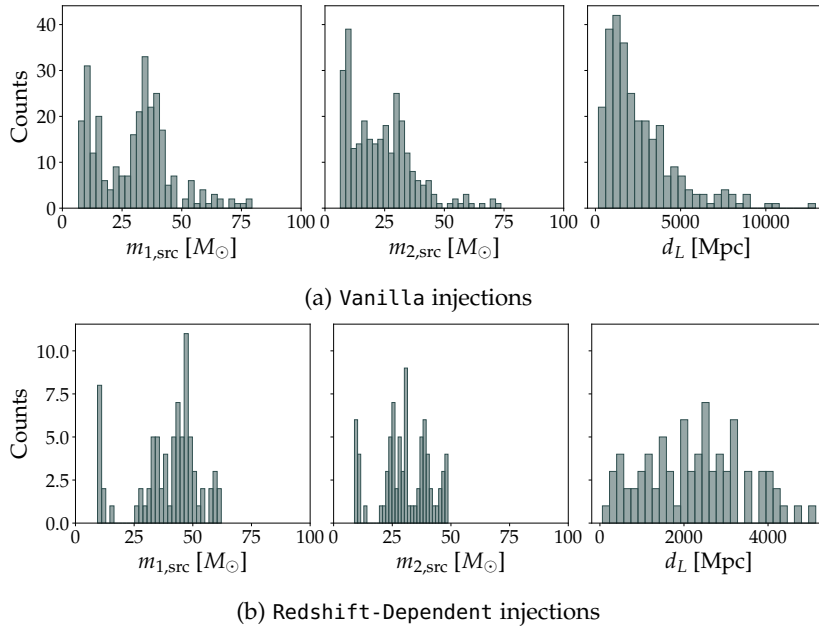 40
30
20
10
0
Counts
0 25 50 75 100
m1,src [M⊙]
0 25 50 75 100
m2,src [M⊙]
0 5000 10000
dL [Mpc]
(a) Vanilla injections
10.0
7.5
5.0
2.5
0.0
Counts
0 25 50 75 100
m1,src [M⊙]
0 25 50 75 100
m2,src [M⊙]
0 2000 4000
dL [Mpc]
(b) Redshift-Dependent injections